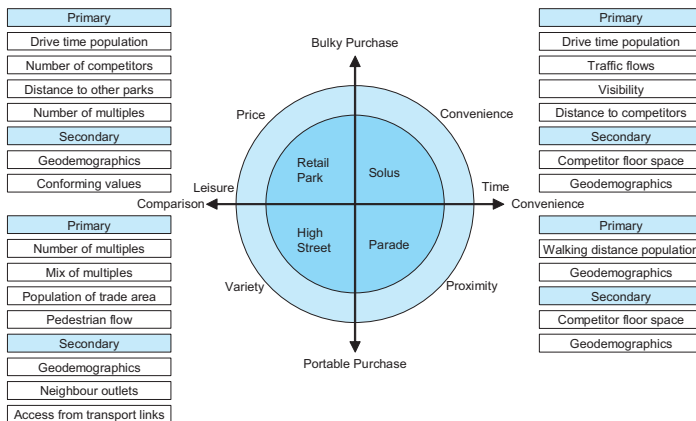 Primary
Drive time population
Number of competitors
Distance to other parks
Number of multiples
Secondary
Geodemographics
Conforming values
Primary
Number of multiples
Mix of multiples
Population of trade area
Pedestrian flow
Secondary
Geodemographics
Neighbour outlets
Access from transport links
Bulky Purchase
Price
Convenience
Retail
Park
Solus
Leisure
Time
Comparison
Convenience
High
Street
Parade
Variety
Proximity
Portable Purchase
Primary
Drive time population
Traffic flows
Visibility
Distance to competitors
Secondary
Competitor floor space
Geodemographics
Primary
Walking distance population
Geodemographics
Secondary
Competitor floor space
Geodemographics